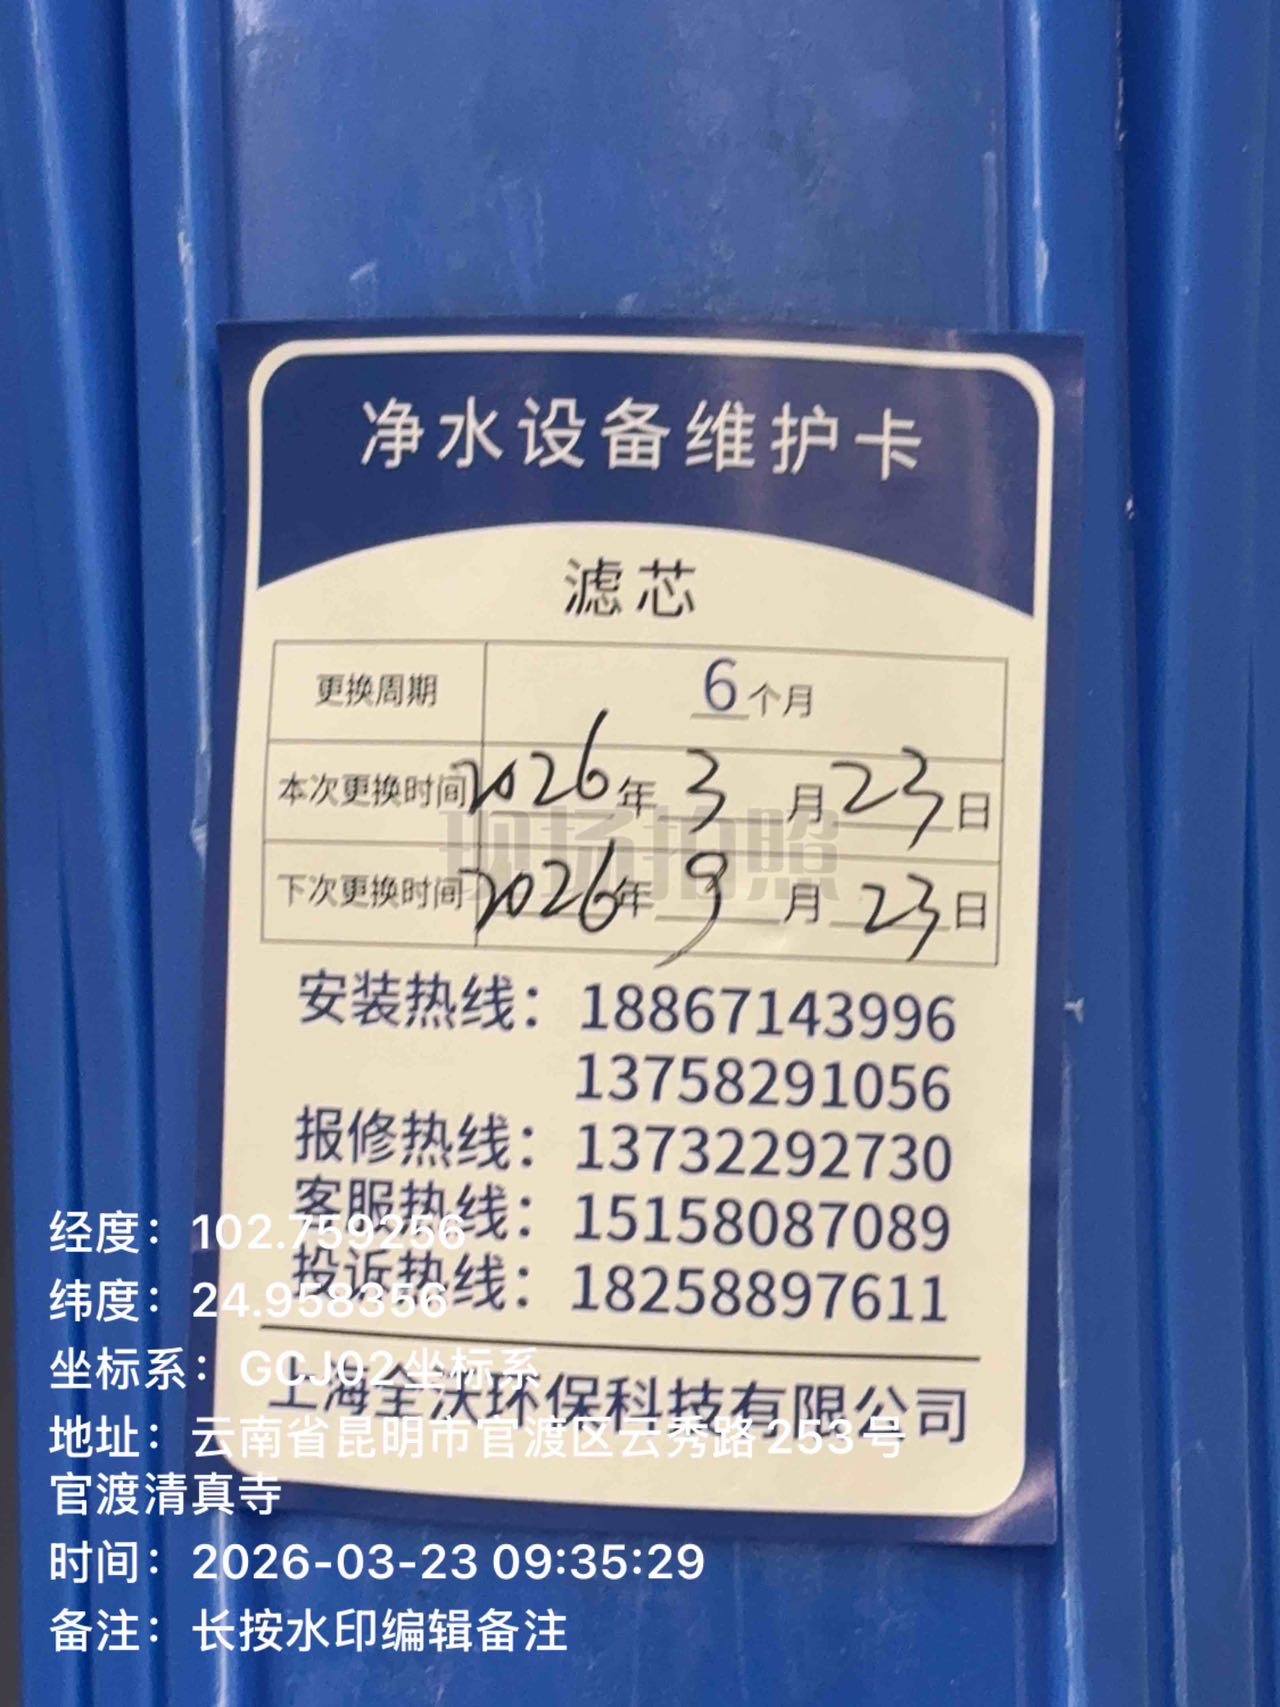 净水设备维护卡
滤芯
更换周期 6个月
本次更换时间 2026年3月23日
现场拍照
下次更换时间 2026年9月23日
安装热线：18867143996
13758291056
报修热线：13732292730
客服热线：15158087089
投诉热线：18258897611
上海全沃环保科技有限公司
经度：102.759256
纬度：24.958356
坐标系：GCJ02坐标系
地址：云南省昆明市官渡区云秀路253号
官渡清真寺
时间：2026-03-23 09:35:29
备注：长按水印编辑备注